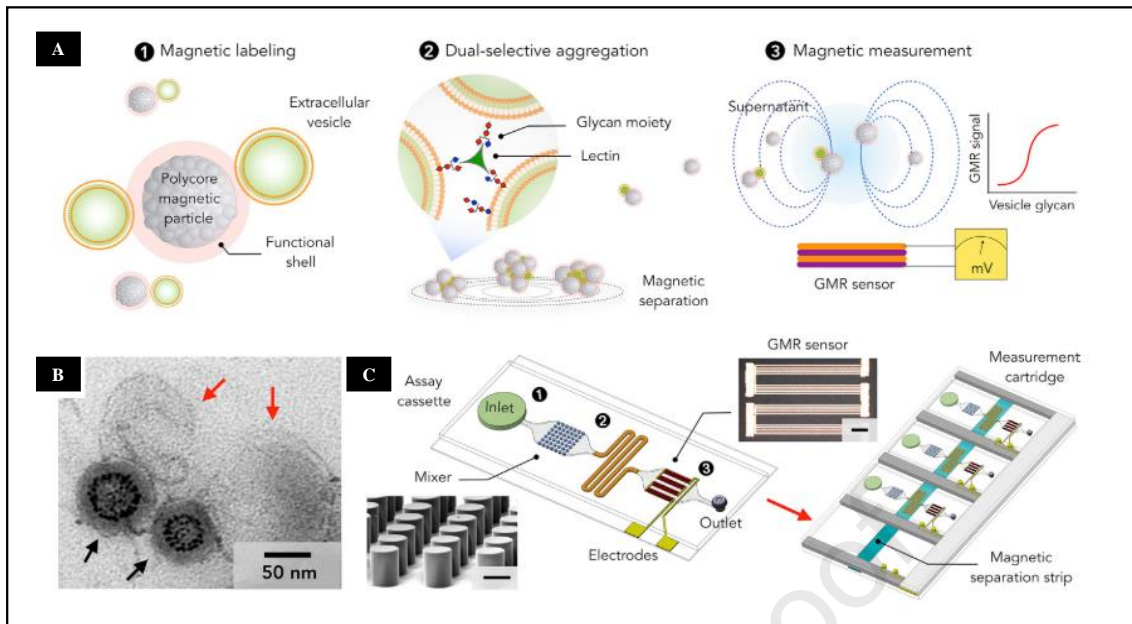 A
❶ Magnetic labeling
Extracellular
vesicle
Polycore
magnetic
particle
Functional
shell
❷ Dual-selective aggregation
Glycan moiety
Lectin
Magnetic
separation
❸ Magnetic measurement
Supernatant
GMR signal
Vesicle glycan
mV
GMR sensor
B
50 nm
C
Assay
cassette
Inlet
❶
Mixer
❷
GMR sensor
❸
Outlet
Electrodes
Measurement
cartridge
Magnetic
separation strip